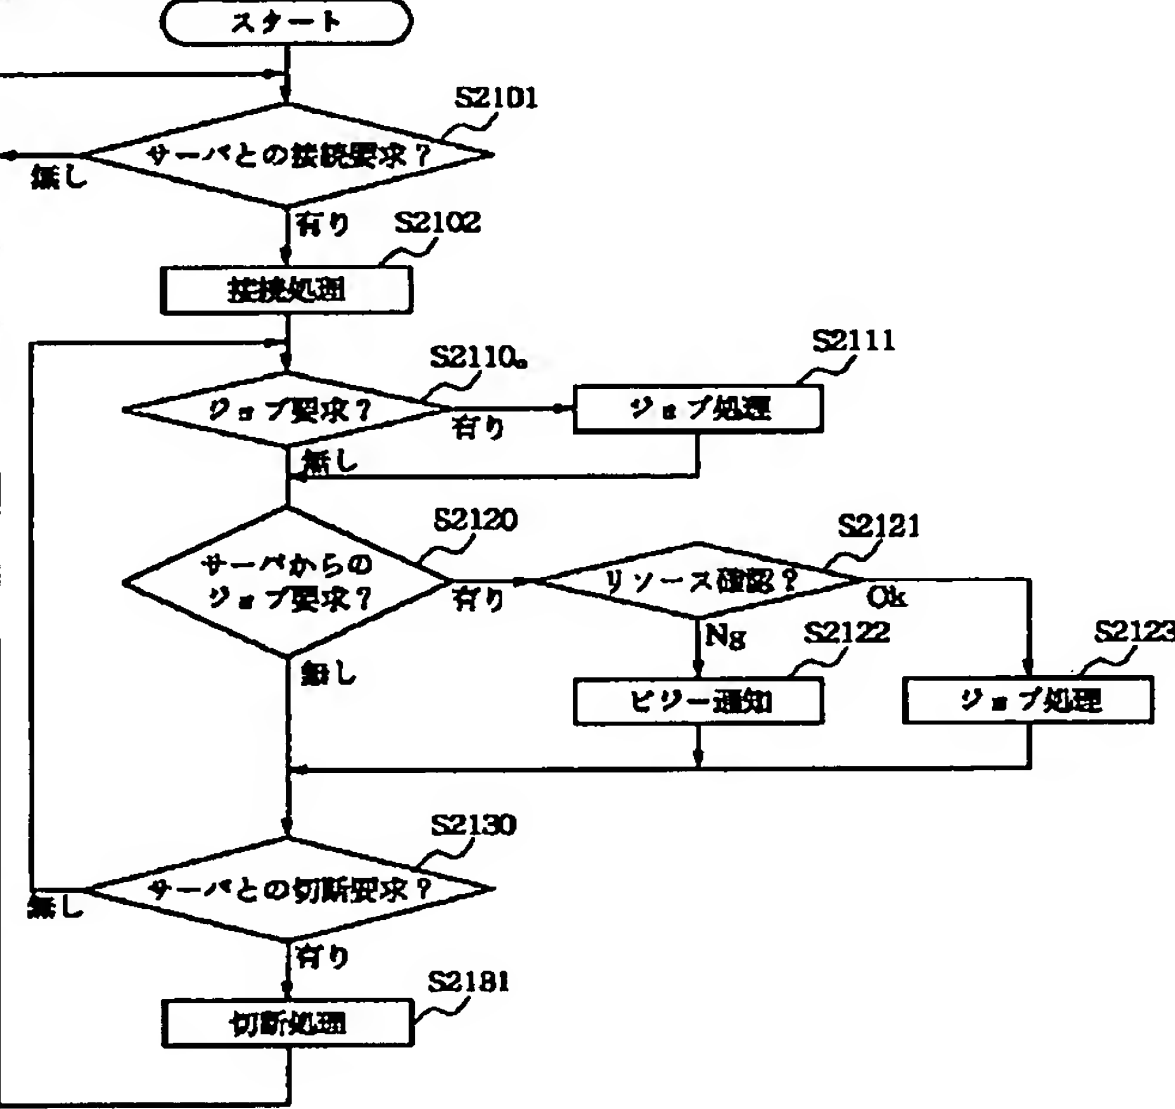 スタート
S2101
サーバとの接続要求？
無し
有り
S2102
接続処理
S2110
ジョブ要求？
有り
S2111
ジョブ処理
無し
S2120
サーバからの
ジョブ要求？
有り
S2121
リソース確認？
Ok
Ng
S2122
S2123
無し
ビジー通知
ジョブ処理
S2130
サーバとの切断要求？
無し
有り
S2131
切断処理